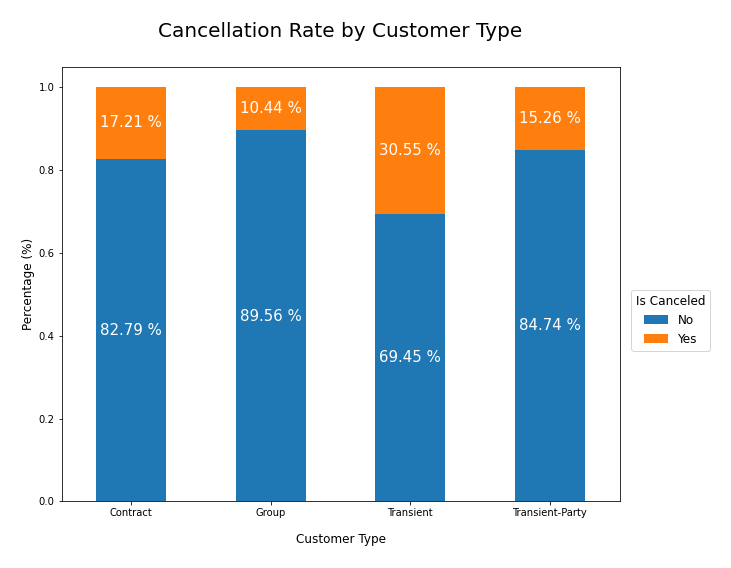 Cancellation Rate by Customer Type
1.0
0.8
0.6
0.4
0.2
0.0
Percentage (%)
17.21 %
10.44 %
30.55 %
15.26 %
82.79 %
89.56 %
69.45 %
84.74 %
Contract
Group
Transient
Transient-Party
Customer Type
Is Canceled
No
Yes